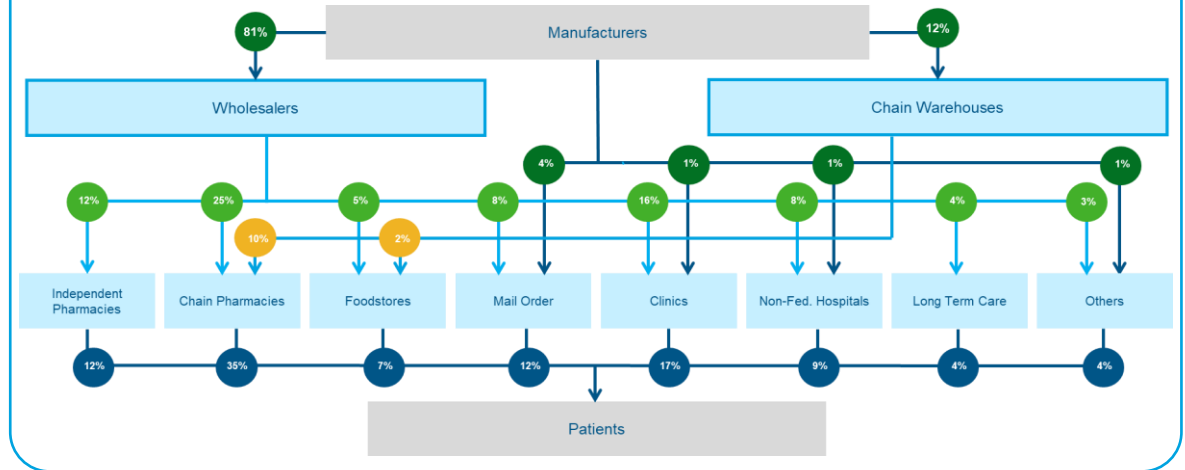 81%
Manufacturers
12%
Wholesalers
Chain Warehouses
4%
1%
1%
1%
12%
25%
5%
8%
16%
8%
4%
3%
10%
2%
Independent
Pharmacies
Chain Pharmacies
Foodstores
Mail Order
Clinics
Non-Fed. Hospitals
Long Term Care
Others
12%
35%
7%
12%
17%
9%
4%
4%
Patients